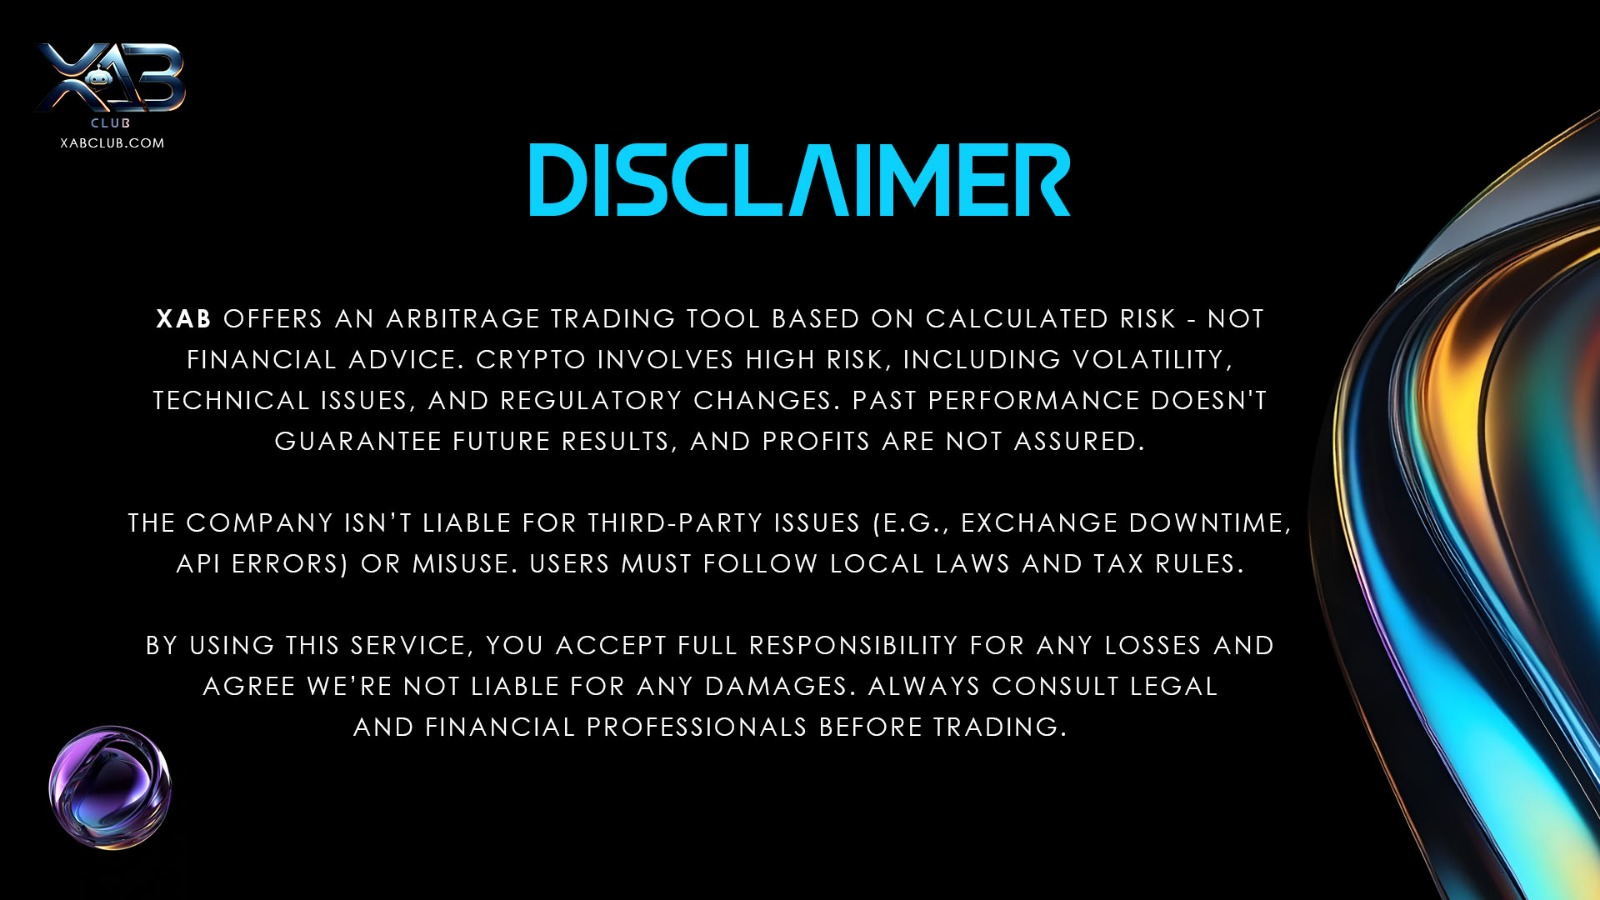 XAB
CLUB
XABCLUB.COM
DISCLAIMER
XAB OFFERS AN ARBITRAGE TRADING TOOL BASED ON CALCULATED RISK - NOT
FINANCIAL ADVICE. CRYPTO INVOLVES HIGH RISK, INCLUDING VOLATILITY,
TECHNICAL ISSUES, AND REGULATORY CHANGES. PAST PERFORMANCE DOESN'T
GUARANTEE FUTURE RESULTS, AND PROFITS ARE NOT ASSURED.
THE COMPANY ISN’T LIABLE FOR THIRD-PARTY ISSUES (E.G., EXCHANGE DOWNTIME,
API ERRORS) OR MISUSE. USERS MUST FOLLOW LOCAL LAWS AND TAX RULES.
BY USING THIS SERVICE, YOU ACCEPT FULL RESPONSIBILITY FOR ANY LOSSES AND
AGREE WE’RE NOT LIABLE FOR ANY DAMAGES. ALWAYS CONSULT LEGAL
AND FINANCIAL PROFESSIONALS BEFORE TRADING.